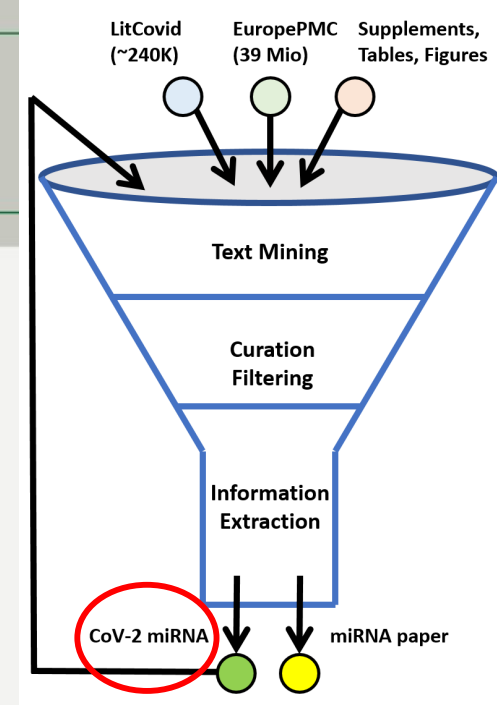 LitCovid
(~240K)
EuropePMC
(39 Mio)
Supplements,
Tables, Figures
Text Mining
Curation
Filtering
Information
Extraction
CoV-2 miRNA
miRNA paper